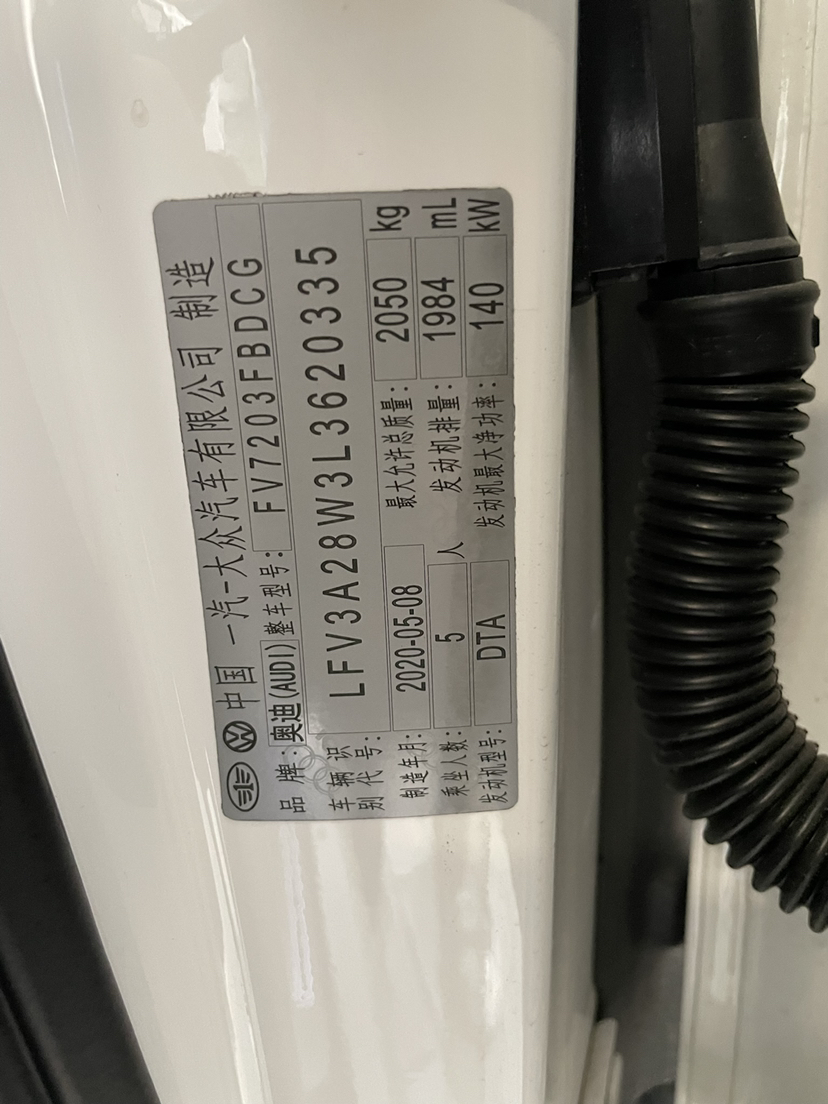 中国 一汽-大众汽车有限公司 制造
品牌: 奥迪(AUDI) 整车型号: FV7203FBDCG
车辆识别代号: LFV3A28W3L3620335
制造年月: 2020-05-08 最大允许总质量: 2050 kg
乘坐人数: 5 人 发动机排量: 1984 mL
发动机型号: DTA 发动机最大净功率: 140 kW